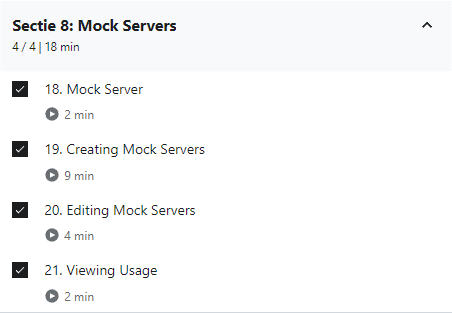 Sectie 8: Mock Servers
4 / 4 | 18 min
18. Mock Server
2 min
19. Creating Mock Servers
9 min
20. Editing Mock Servers
4 min
21. Viewing Usage
2 min